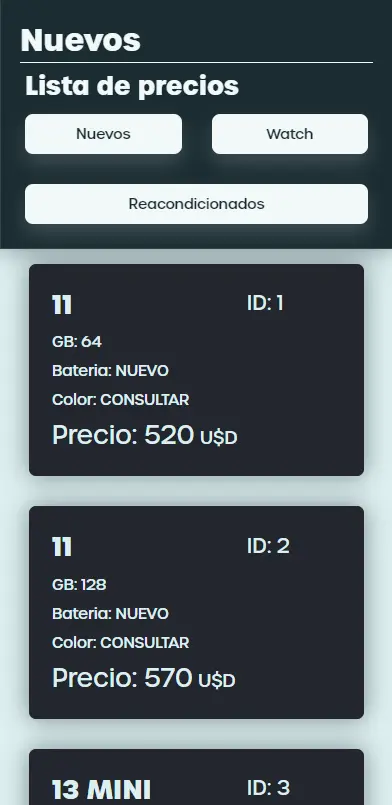 Nuevos
Lista de precios
Nuevos Watch
Reacondicionados
11 ID: 1
GB: 64
Bateria: NUEVO
Color: CONSULTAR
Precio: 520 U$D
11 ID: 2
GB: 128
Bateria: NUEVO
Color: CONSULTAR
Precio: 570 U$D
13 MINI ID: 3